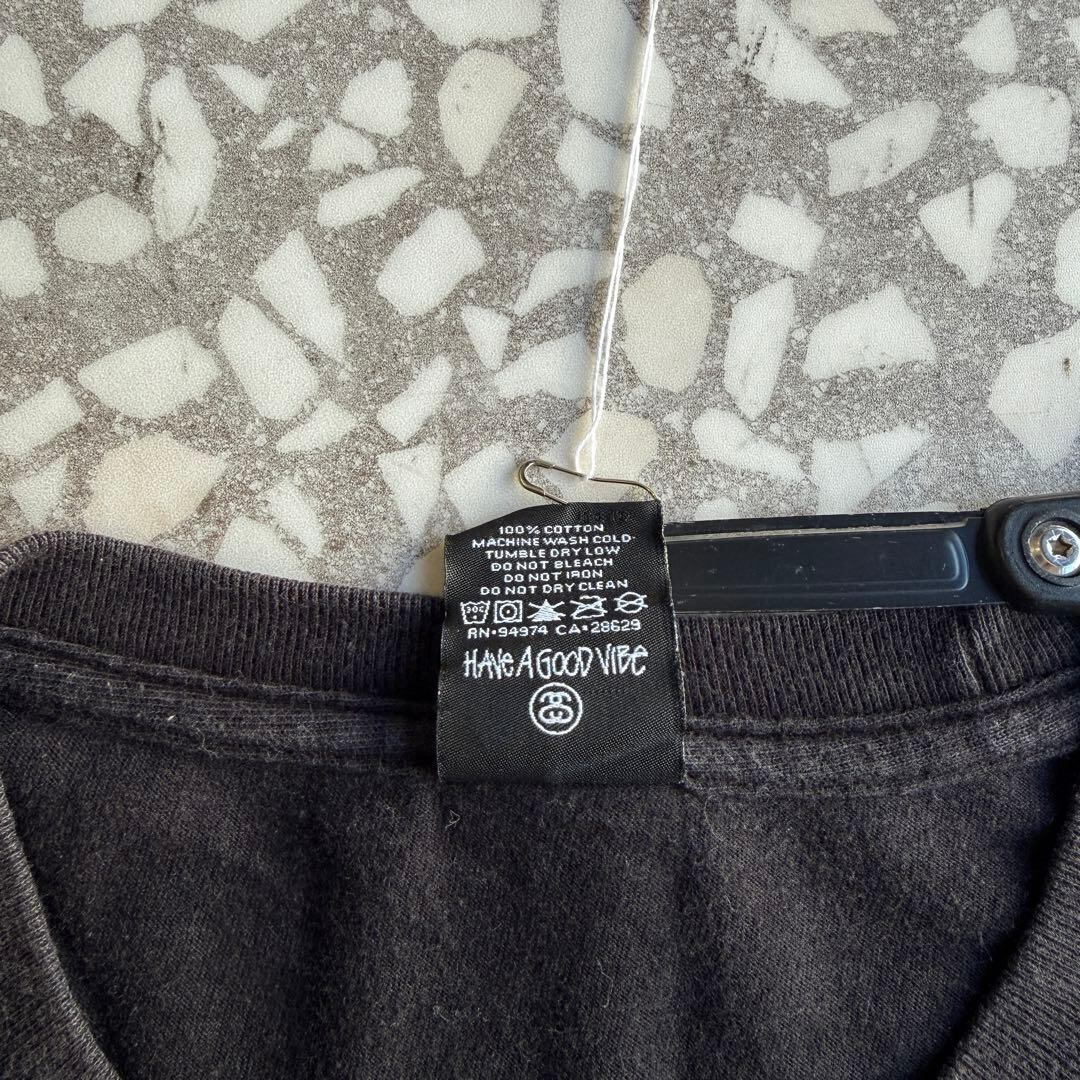 100% COTTON
MACHINE WASH COLD
TUMBLE DRY LOW
DO NOT BLEACH
DO NOT IRON
DO NOT DRY CLEAN
30C
RN•94974 CA•28629
HAVE A GOOD VIBE